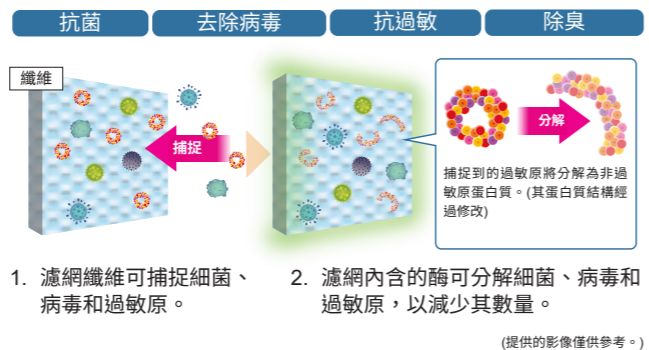 抗菌
去除病毒
抗過敏
除臭
纖維
捕捉
分解
捕捉到的過敏原將分解為非過
敏原蛋白質。(其蛋白質結構經
過修改)
1. 濾網纖維可捕捉細菌、
病毒和過敏原。
2. 濾網內含的酶可分解細菌、病毒和
過敏原，以減少其數量。
(提供的影像僅供參考。)